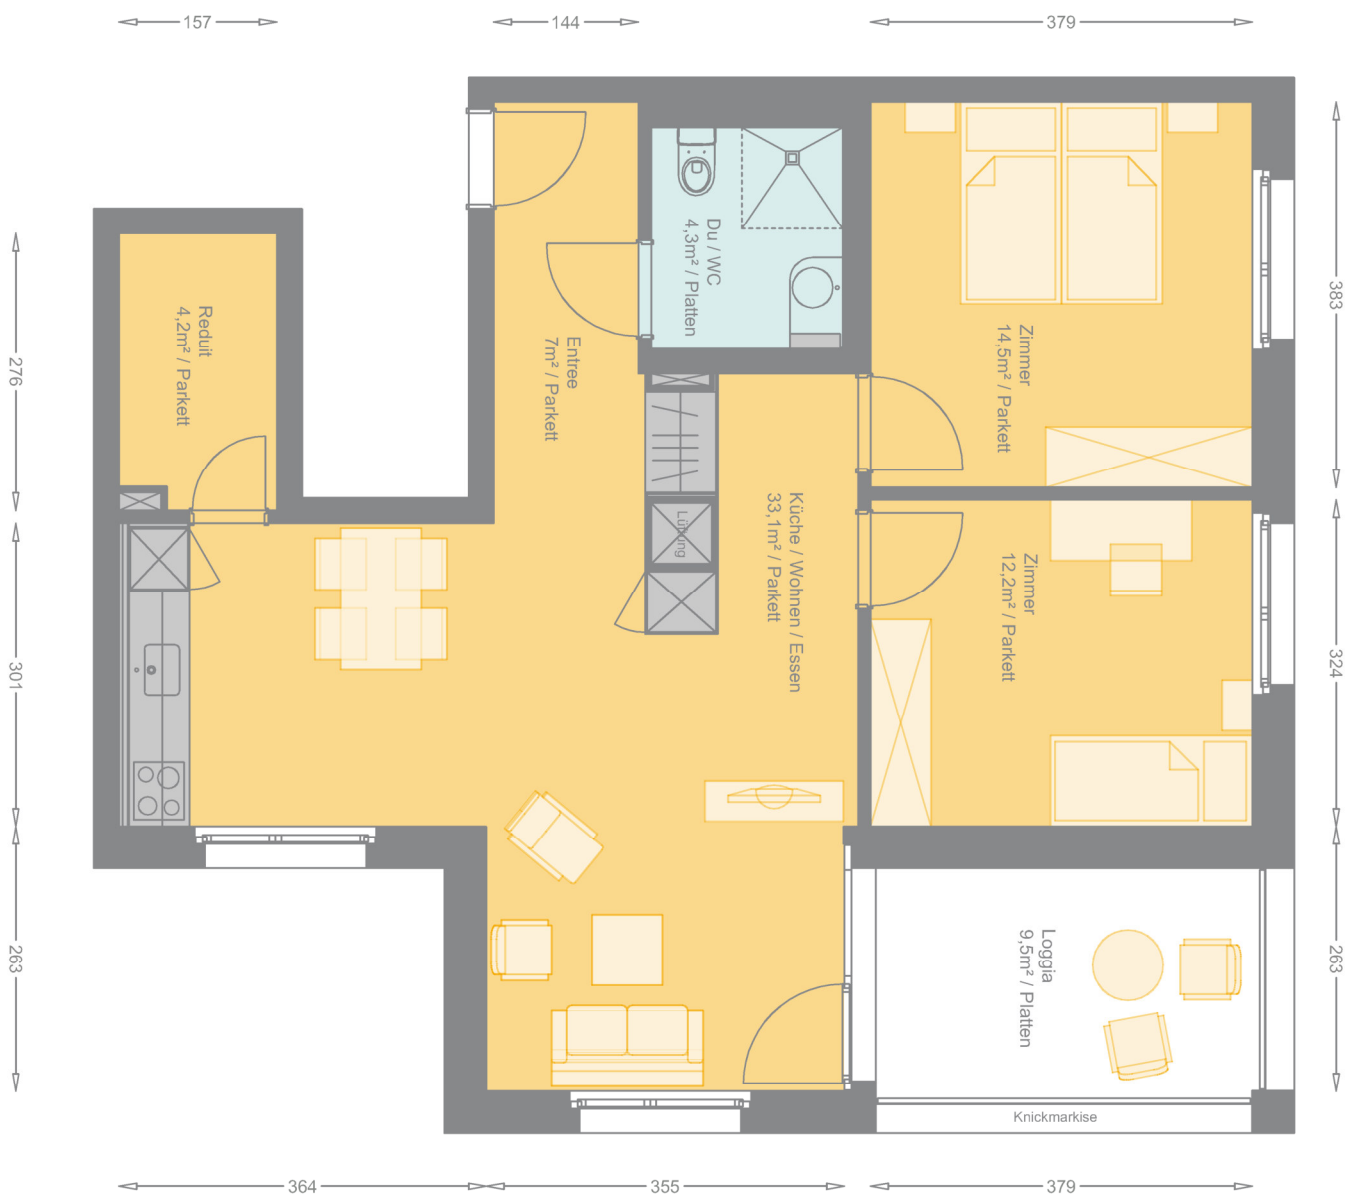 157
144
379
Du / WC
4,3m² / Platten
Reduit
4,2m² / Parkett
Entree
7m² / Parkett
Zimmer
14,5m² / Parkett
383
276
Lüftung
Küche / Wohnen / Essen
33,1m² / Parkett
Zimmer
12,2m² / Parkett
301
324
263
Loggia
9,5m² / Platten
263
Knickmarkise
364
355
379